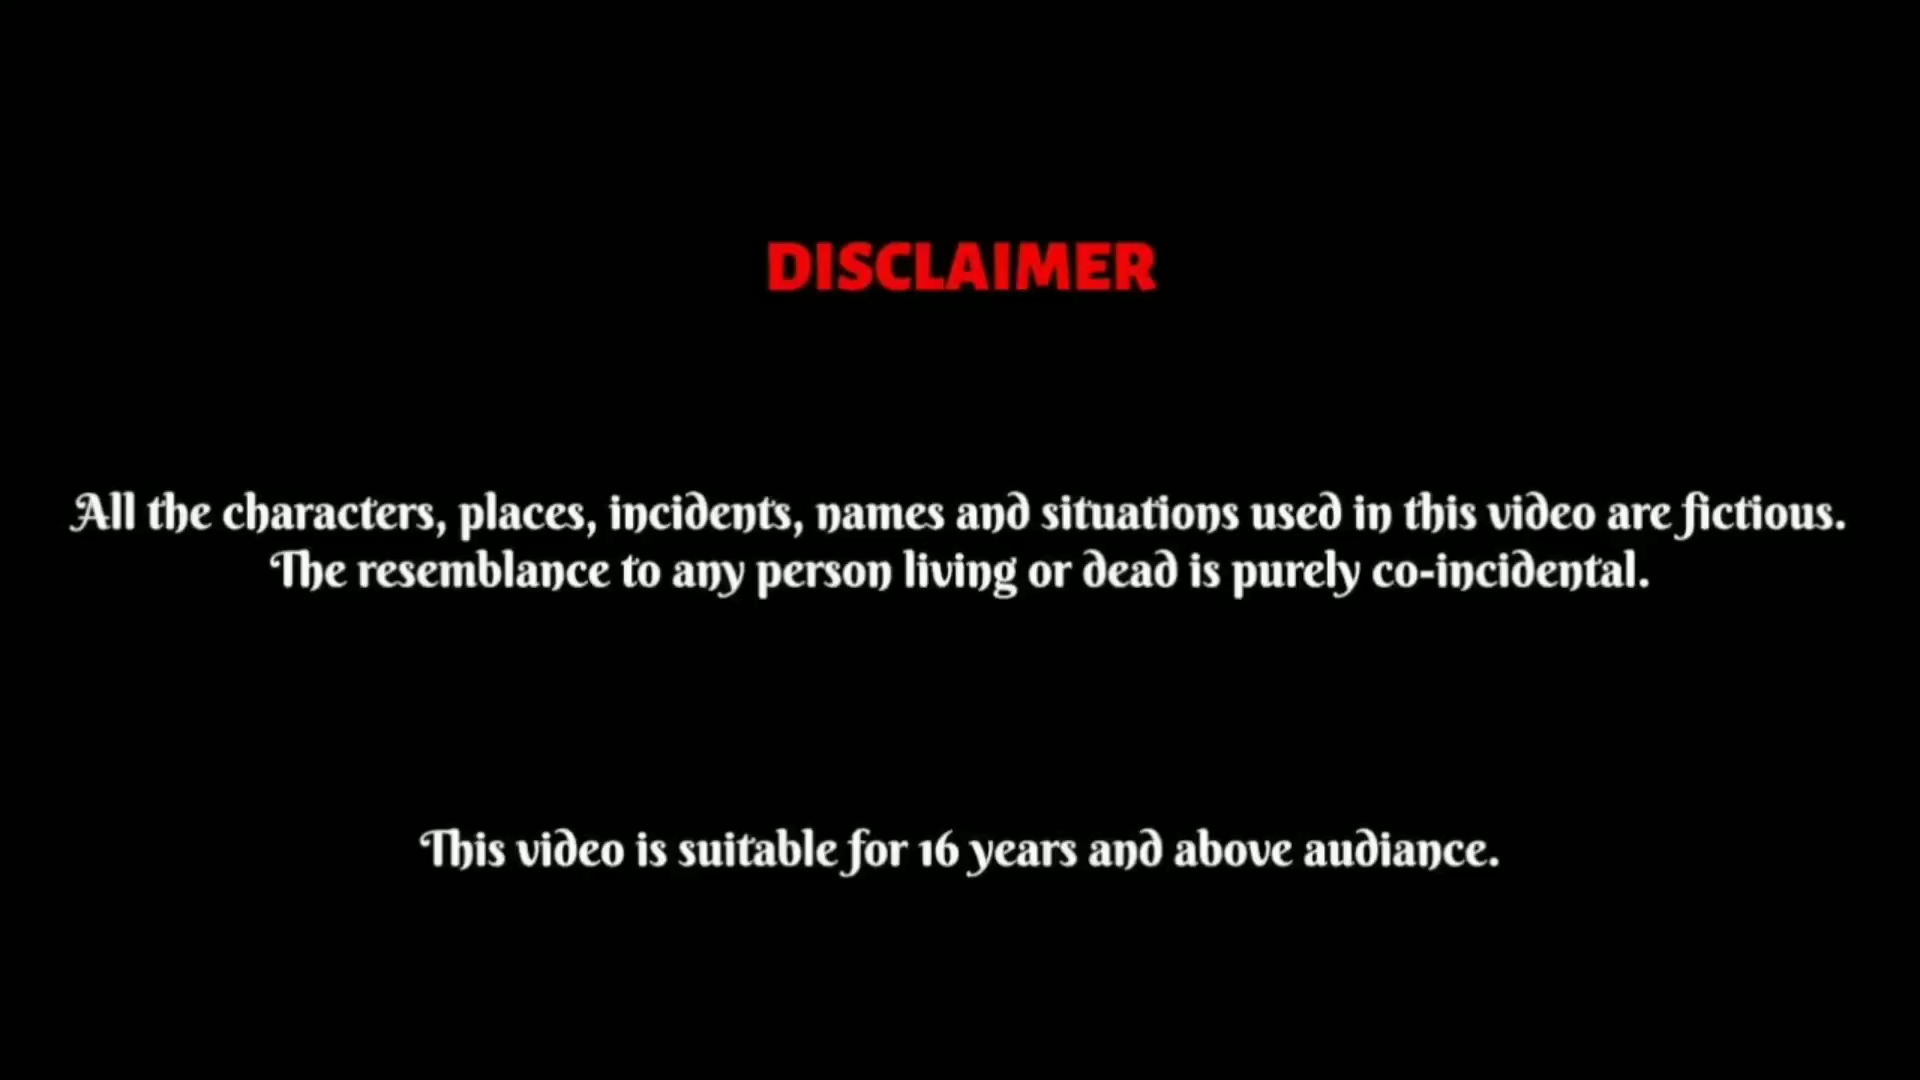 DISCLAIMER
All the characters, places, incidents, names and situations used in this video are fictious.
The resemblance to any person living or dead is purely co-incidental.
This video is suitable for 16 years and above audiance.